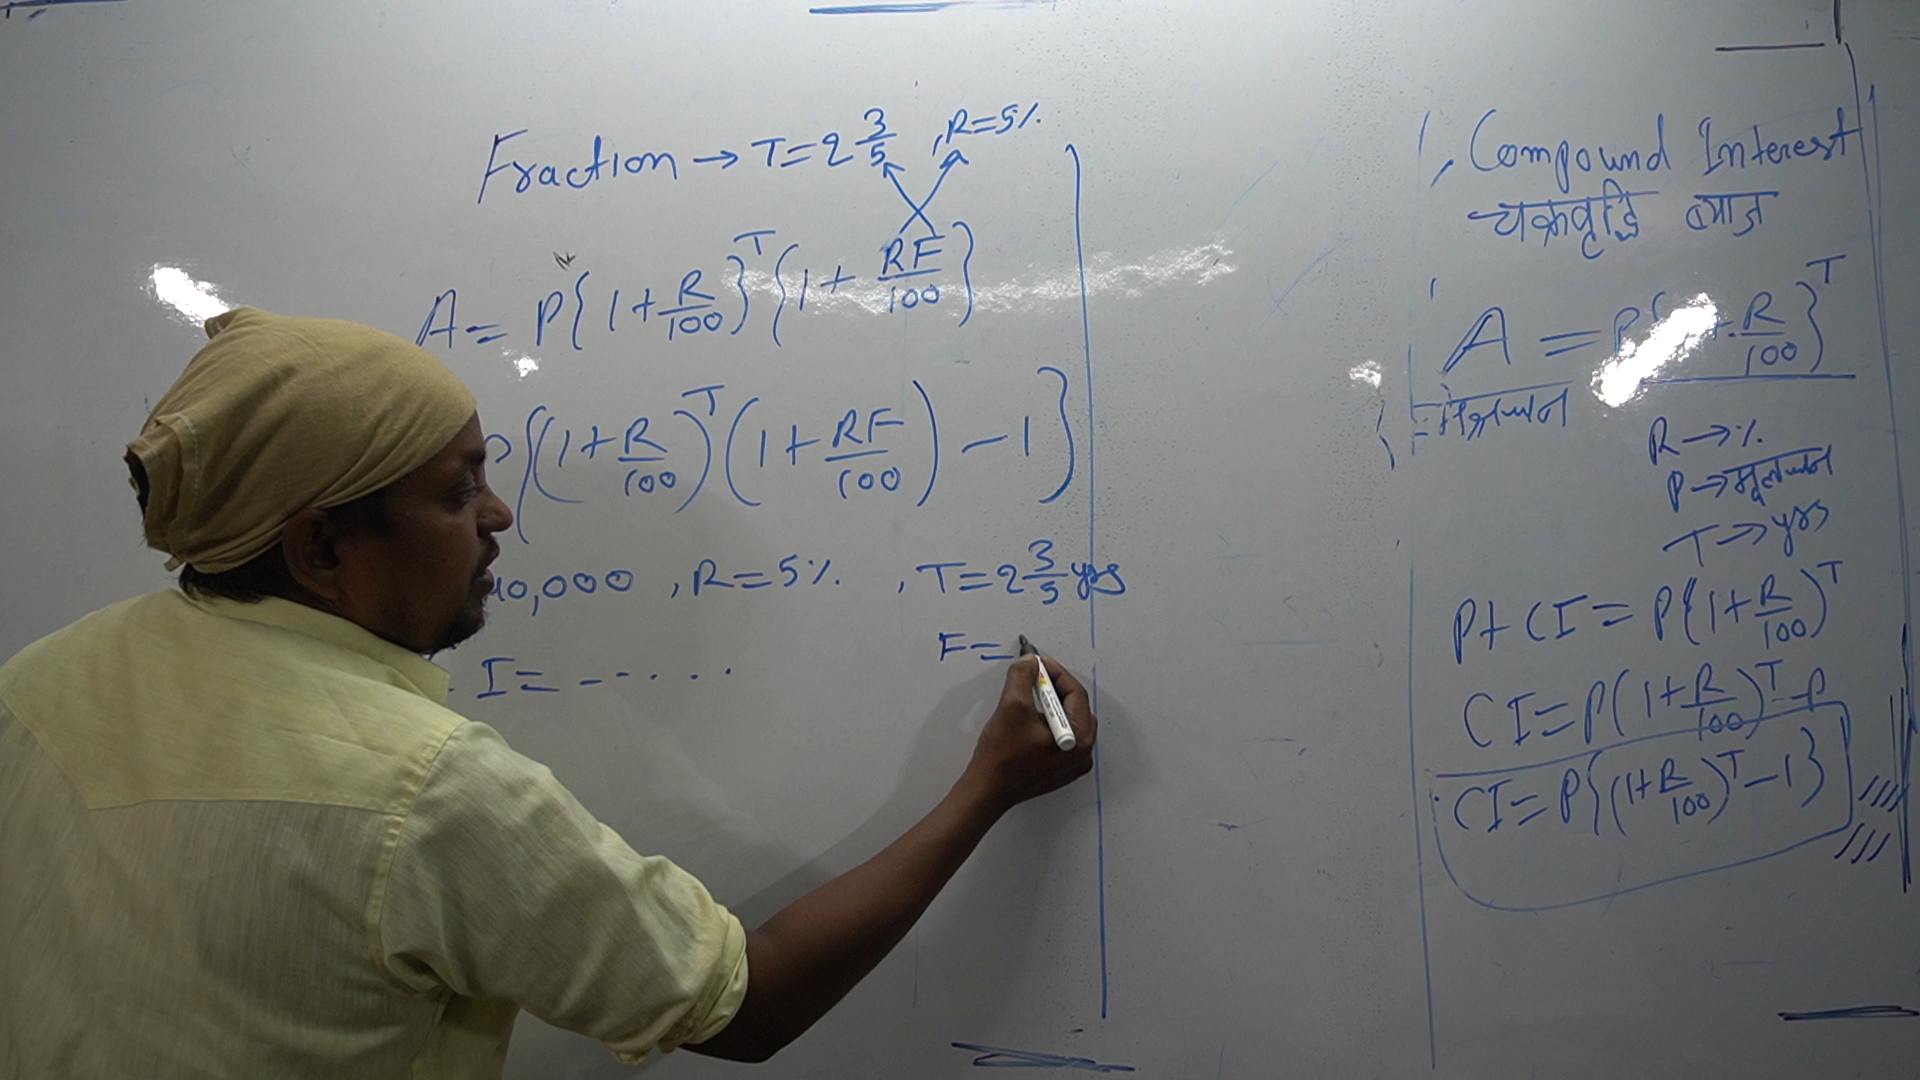 Fraction → T=2 3/5 , R=5%
A = P{1+R/100}^T {1+RF/100}
P{(1+R/100)^T (1+RF/100) -1}
10,000 , R=5% , T=2 3/5 yrs
F=
I= -- . . .
Compound Interest
चक्रवृद्धि ब्याज
A = P{1+R/100}^T
R → %
P → मूलधन
T → yrs
P+CI = P{1+R/100}^T
CI=P(1+R/100)^T-P
CI=P{(1+R/100)^T-1}